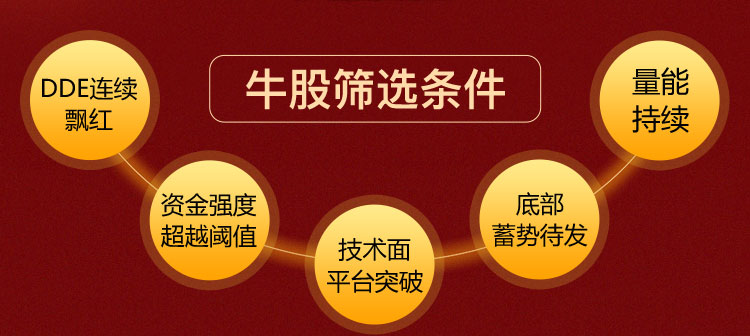 牛股筛选条件
DDE连续
飘红
资金强度
超越阈值
技术面
平台突破
底部
蓄势待发
量能
持续